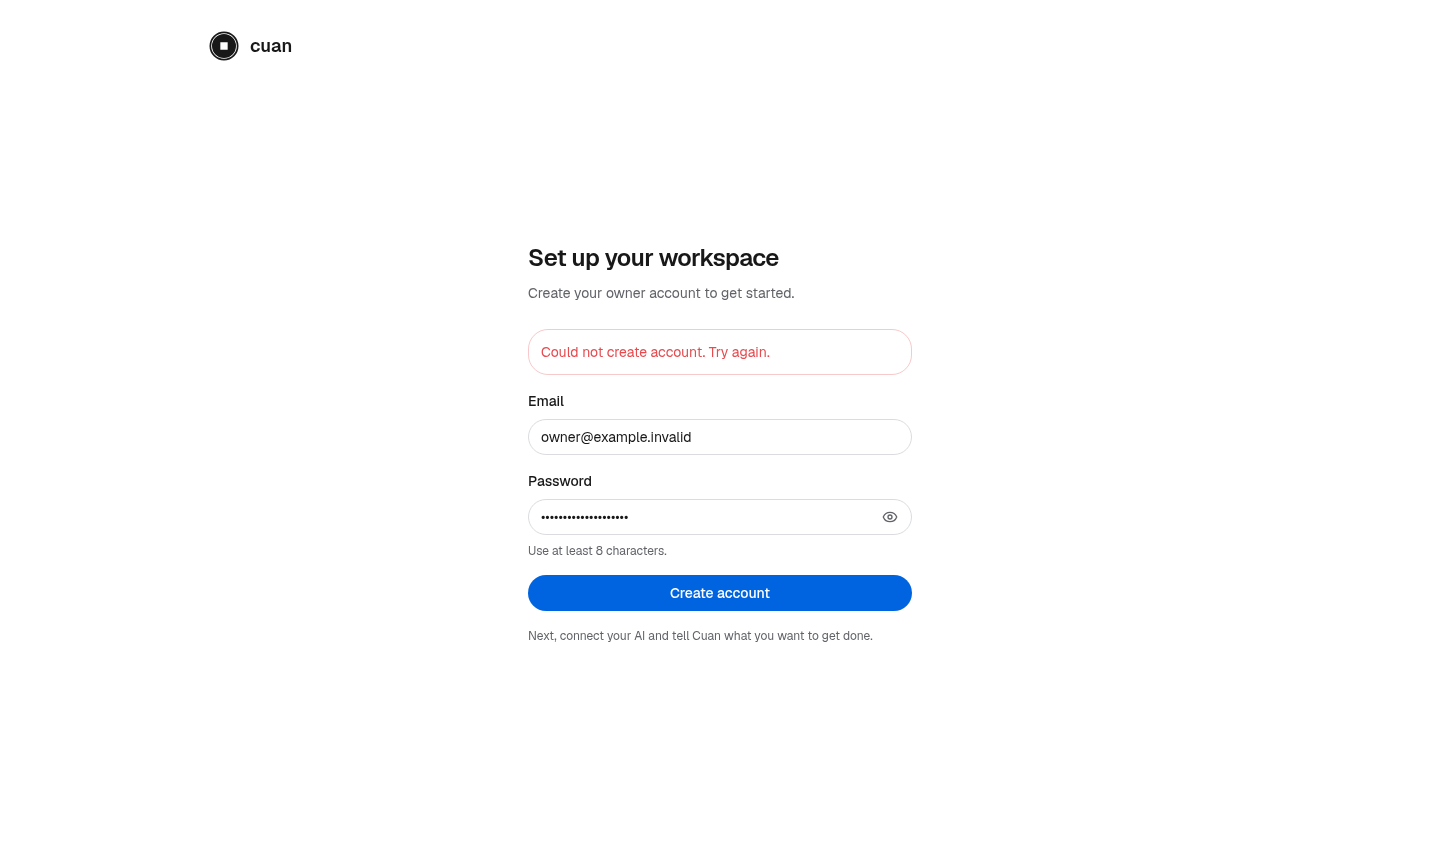 cuan
Set up your workspace
Create your owner account to get started.
Could not create account. Try again.
Email
owner@example.invalid
Password
••••••••••••••••••••
Use at least 8 characters.
Create account
Next, connect your AI and tell Cuan what you want to get done.